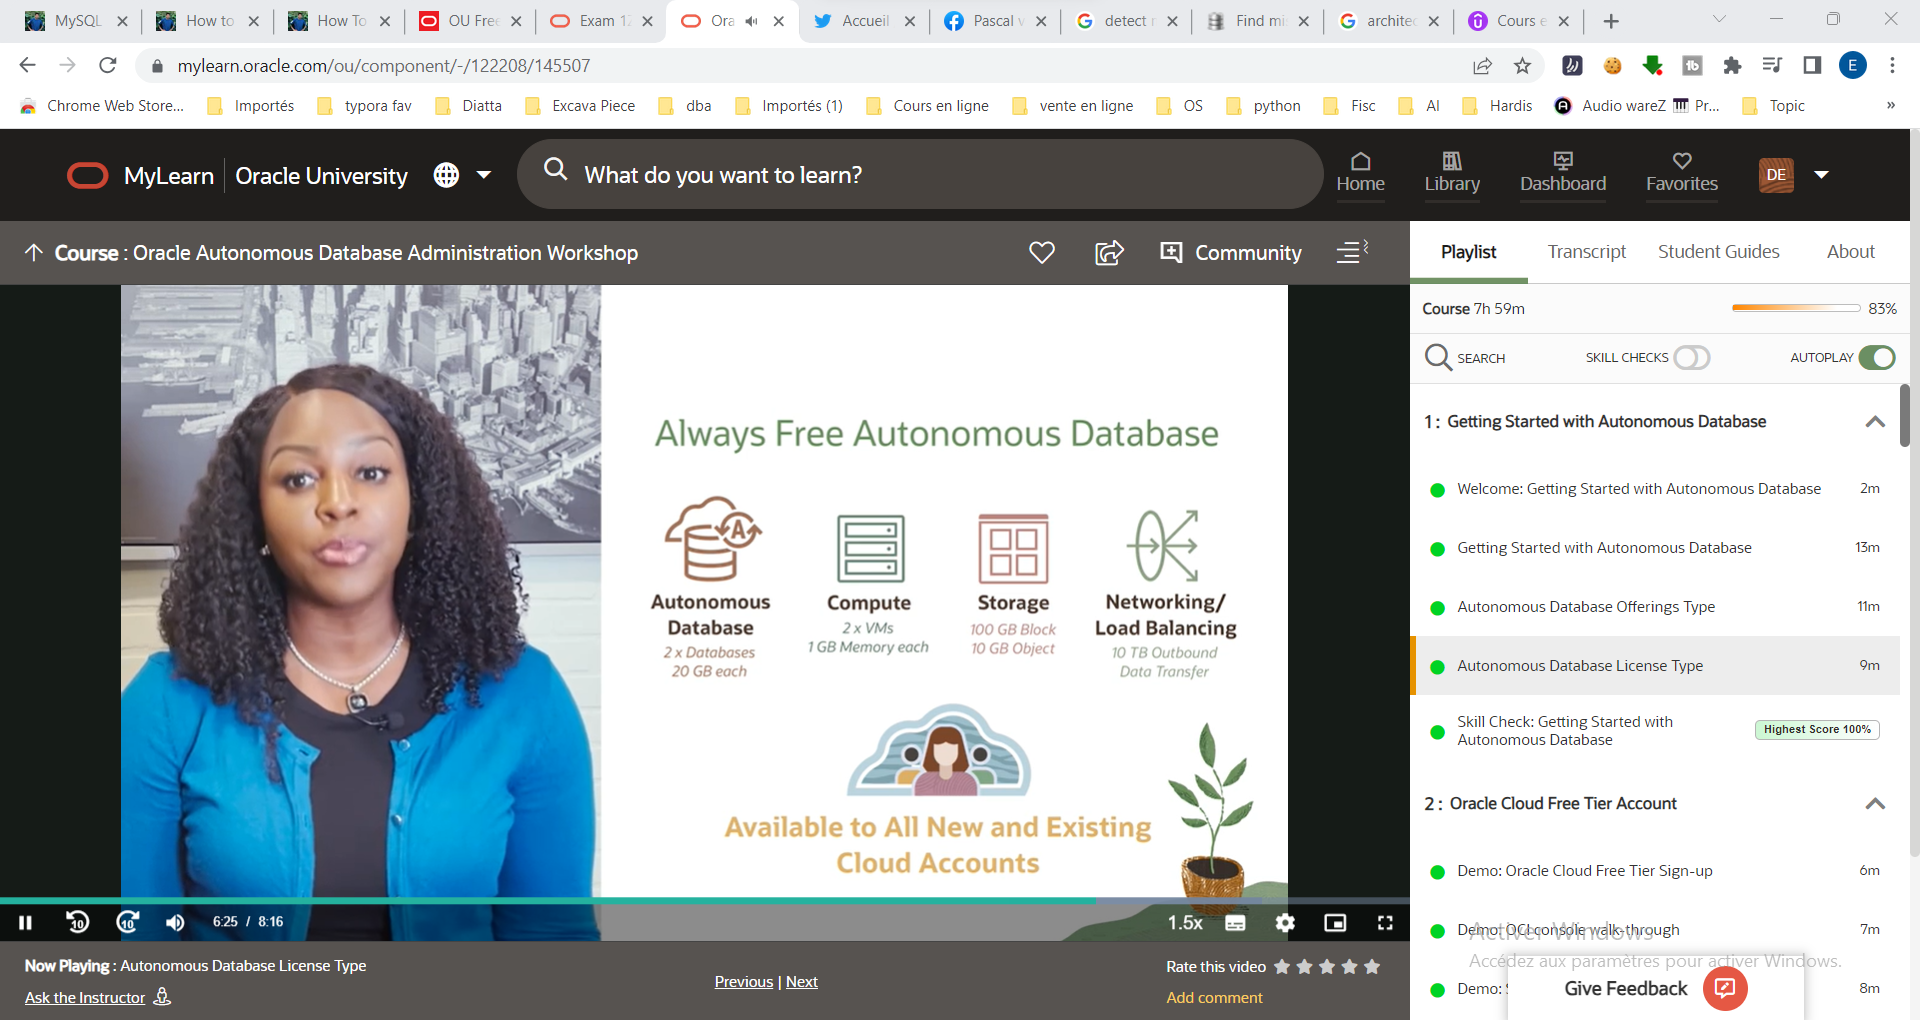 MySQL
How to
How To
OU Free
Exam 1Z
Ora
Accueil
Pascal v
detect r
Find mi
architec
Cours e
mylearn.oracle.com/ou/component/-/122208/145507
E
Chrome Web Store...
Importés
typora fav
Diatta
Excava Piece
dba
Importés (1)
Cours en ligne
vente en ligne
OS
python
Fisc
AI
Hardis
Audio wareZ
Pr...
Topic
»
MyLearn
Oracle University
What do you want to learn?
Home
Library
Dashboard
Favorites
DE
Course : Oracle Autonomous Database Administration Workshop
Community
Playlist
Transcript
Student Guides
About
Course 7h 59m
83%
SEARCH
SKILL CHECKS
AUTOPLAY
1 : Getting Started with Autonomous Database
Welcome: Getting Started with Autonomous Database 2m
Getting Started with Autonomous Database 13m
Autonomous Database Offerings Type 11m
Autonomous Database License Type 9m
Skill Check: Getting Started with
Autonomous Database
Highest Score 100%
2 : Oracle Cloud Free Tier Account
Demo: Oracle Cloud Free Tier Sign-up 6m
Demo: OCI console walk-through 7m
Demo: S
8m
Activer Windows
Accédez aux paramètres pour activer Windows.
Give Feedback
Always Free Autonomous Database
A
Autonomous
Database
2 x Databases
20 GB each
Compute
2 x VMs
1 GB Memory each
Storage
100 GB Block
10 GB Object
Networking/
Load Balancing
10 TB Outbound
Data Transfer
Available to All New and Existing
Cloud Accounts
10
10
6:25 / 8:16
1.5x
Now Playing : Autonomous Database License Type
Ask the Instructor
Previous | Next
Rate this video
Add comment